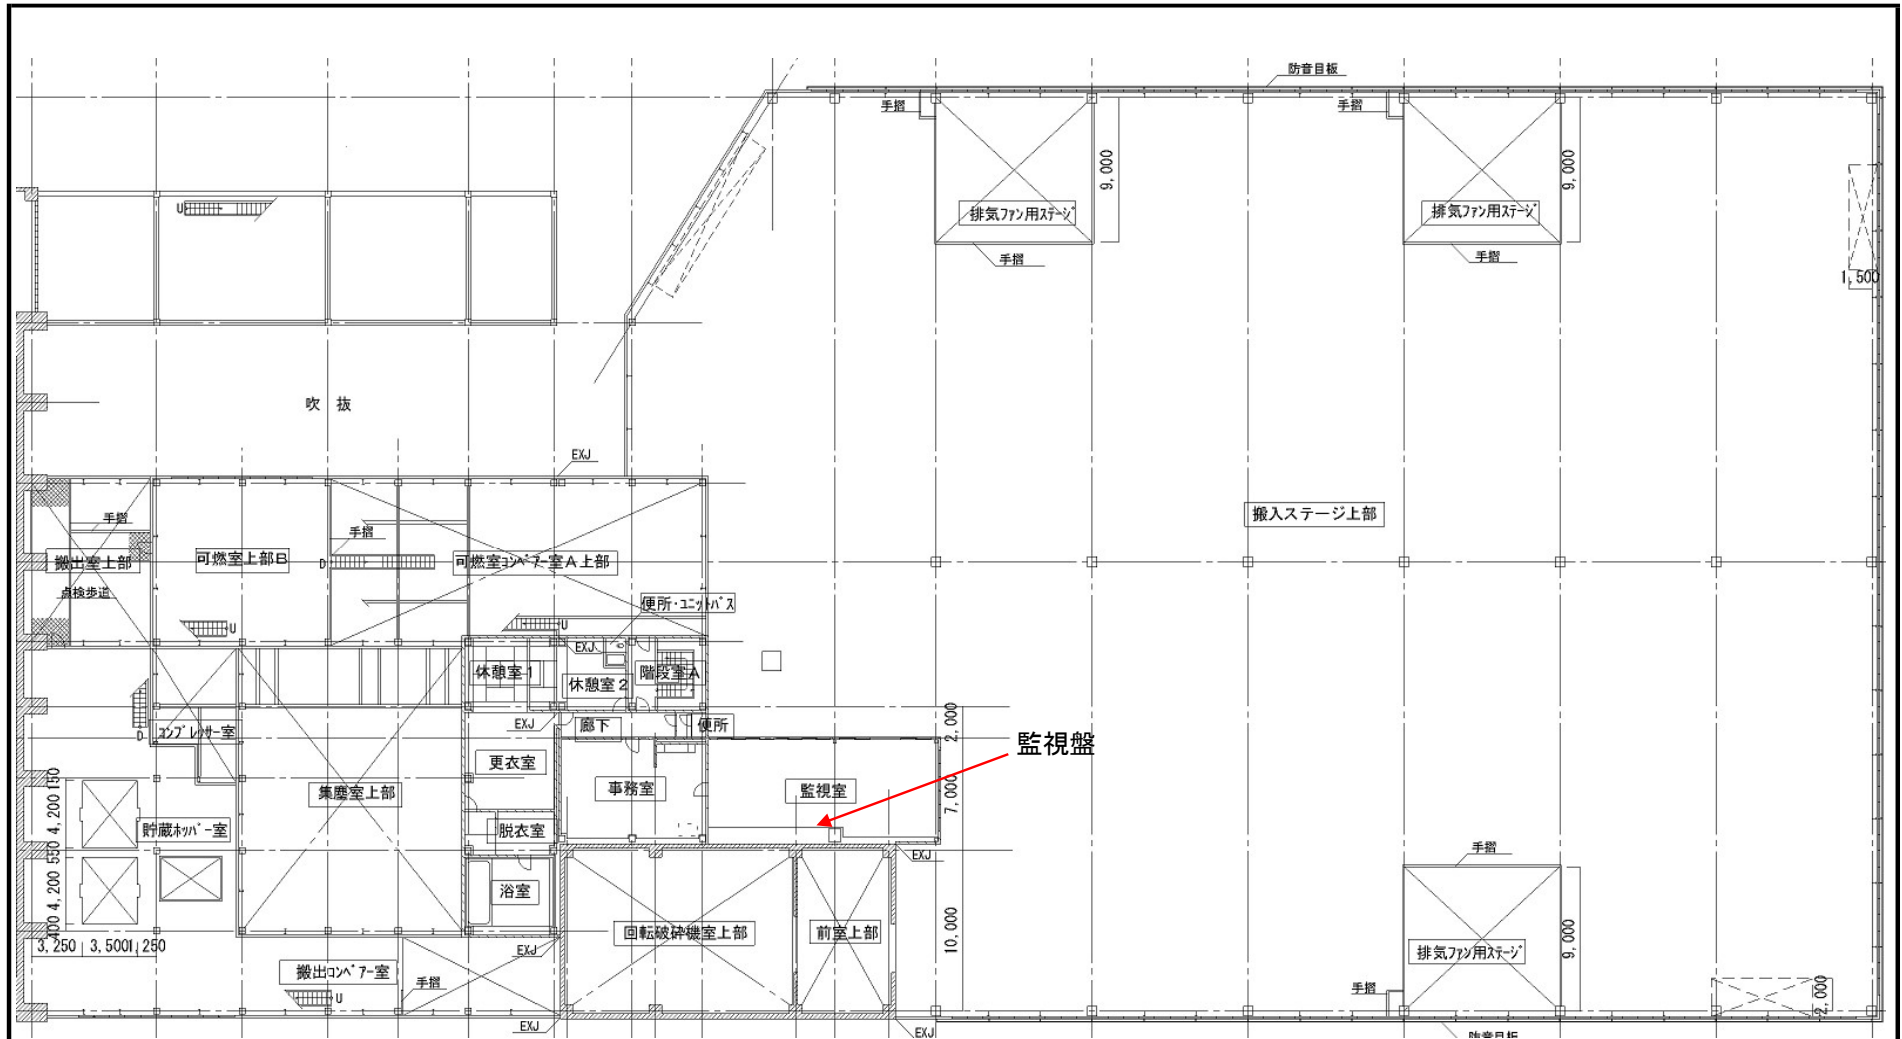 防音目板
手摺
手摺
9,000
9,000
U
排気ファン用ステージ
排気ファン用ステージ
手摺
手摺
1,500
吹 抜
EXJ
手摺
手摺
搬入ステージ上部
搬出室上部
可燃室上部B
D
可燃室コンベアー室A上部
点検歩道
便所・ユニットバス
U
U
EXJ
休憩室1
休憩室2
階段室A
D
コンプレッサー室
EXJ
廊下
便所
2,000
監視盤
更衣室
事務室
監視室
7,000
集塵室上部
150
4,200
550
4,200
400
貯蔵ホッパー室
脱衣室
EXJ
手摺
浴室
回転破砕機室上部
前室上部
10,000
3,250
3,500
1,250
EXJ
排気ファン用ステージ
9,000
搬出コンベアー室
手摺
U
手摺
2,000
EXJ
EXJ
防音目板